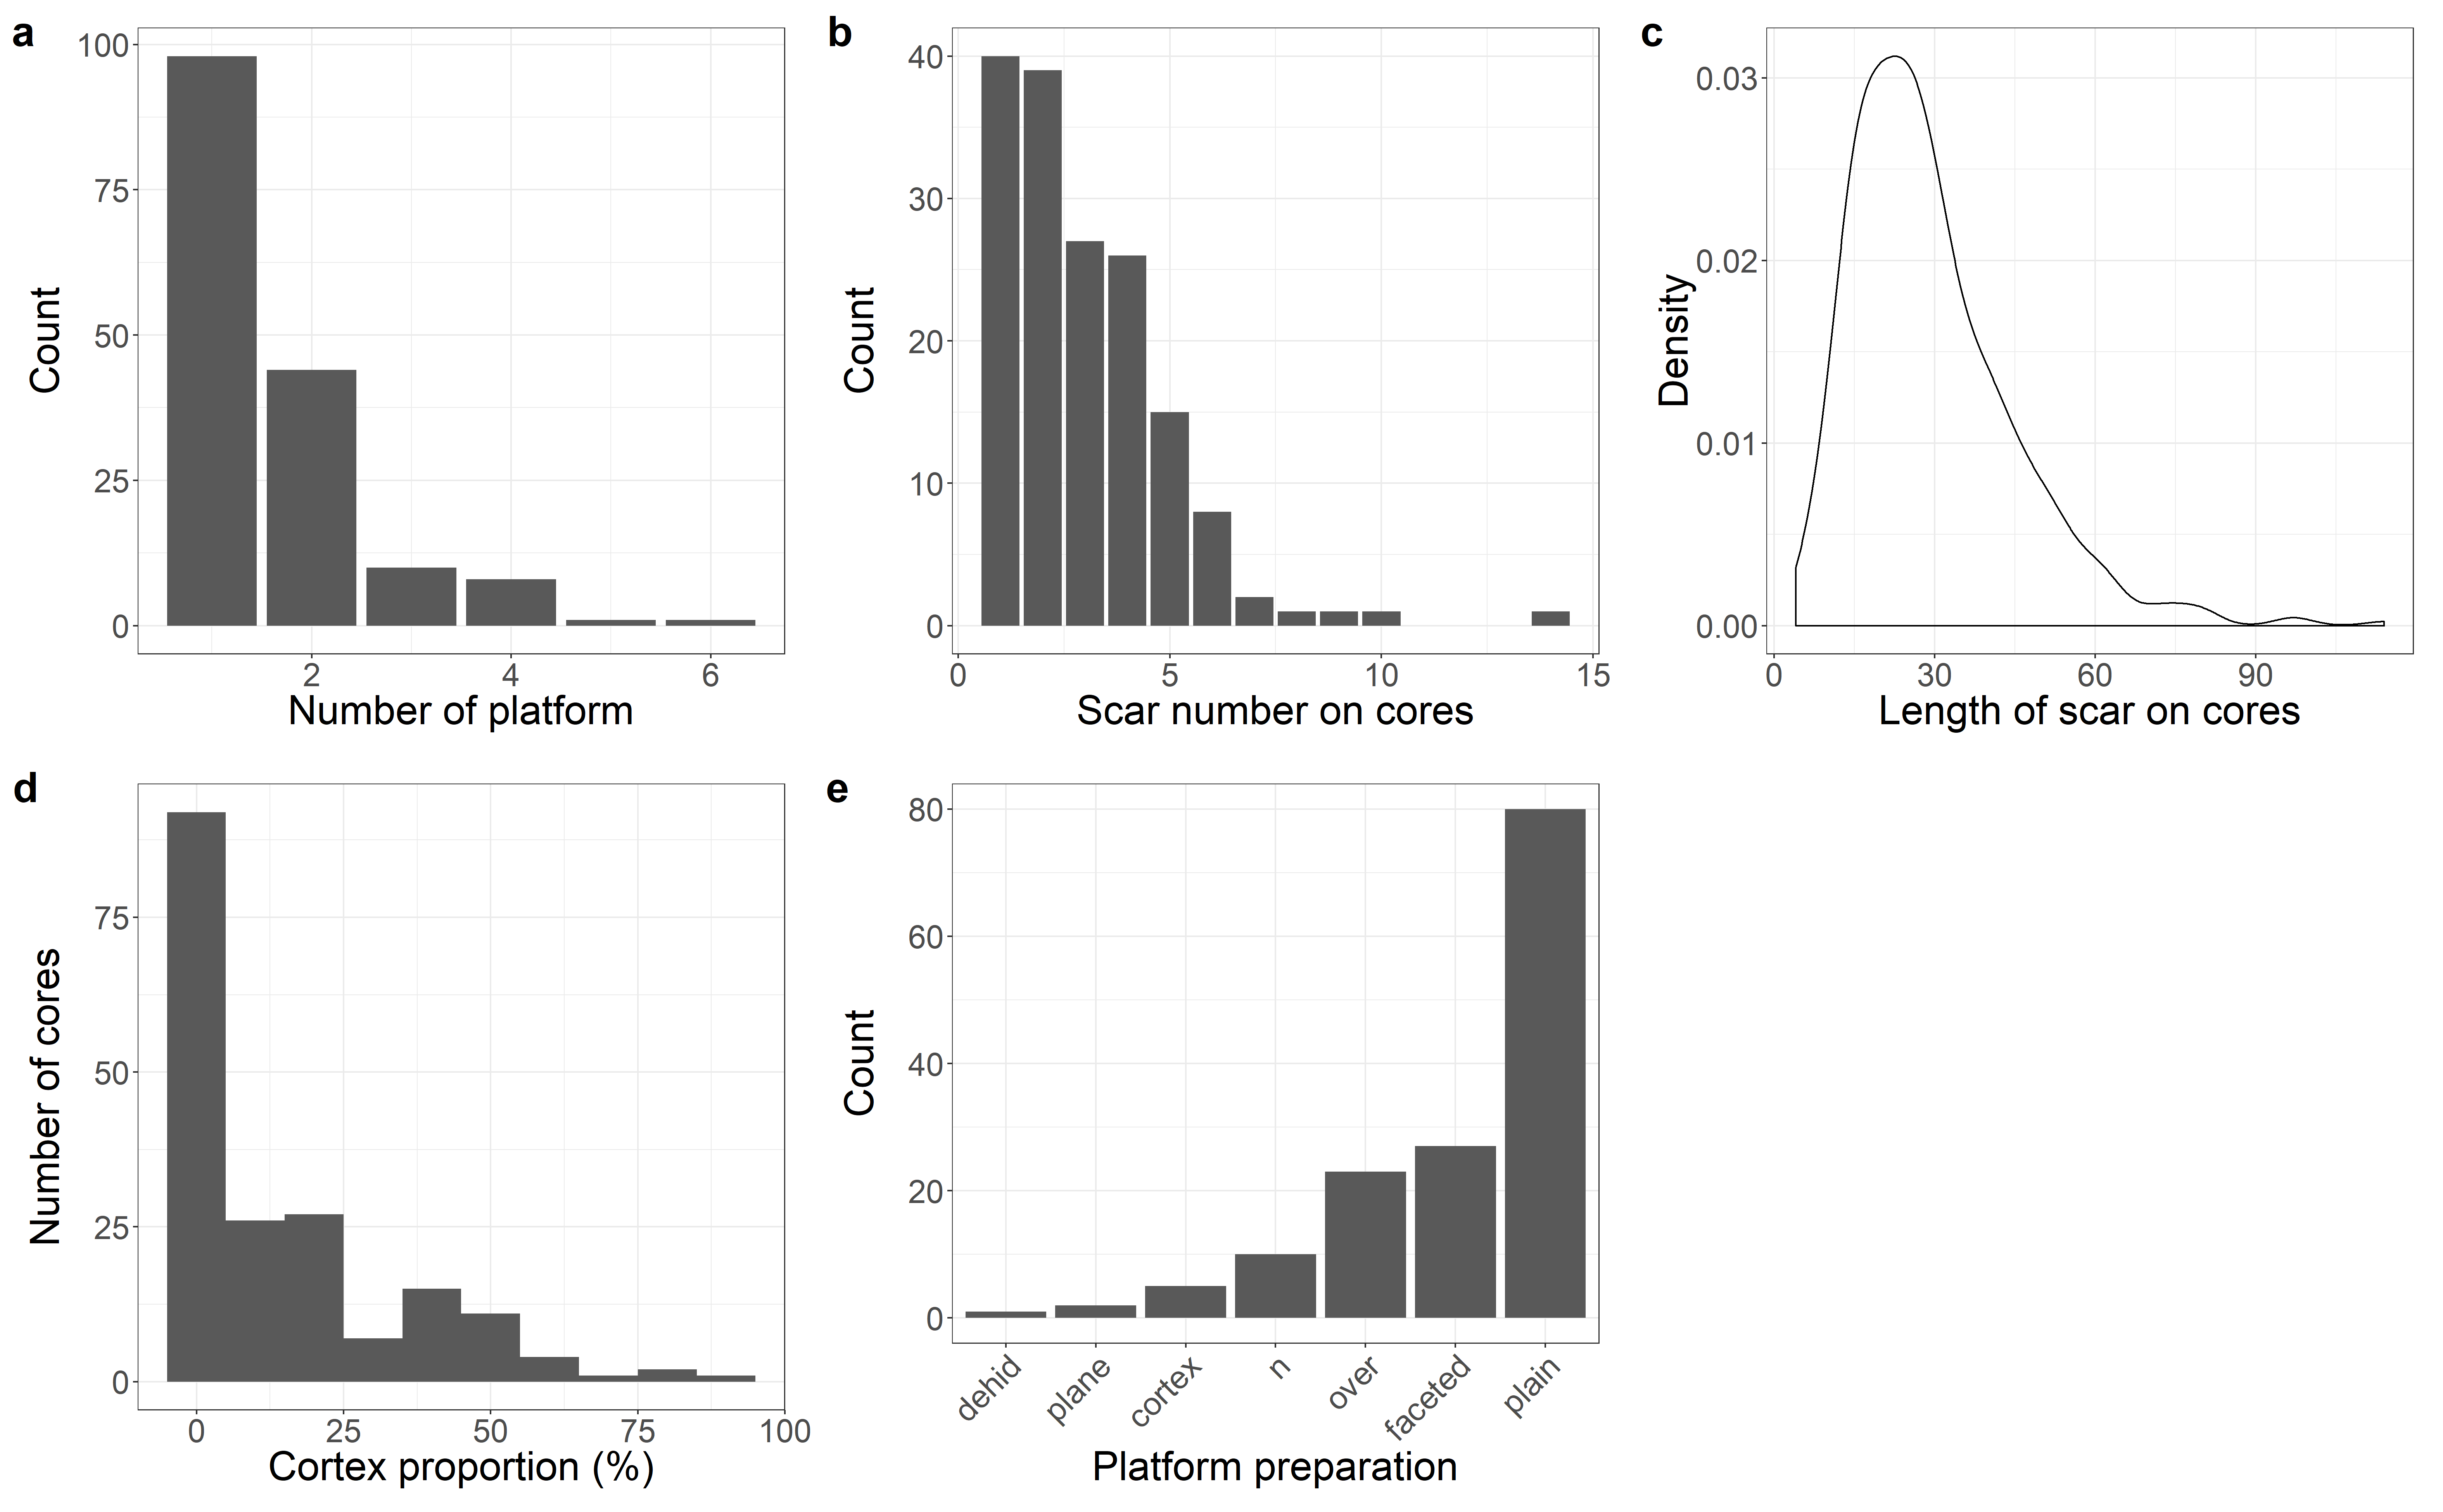 a
100
75
50
25
0
Count
2 4 6
Number of platform
b
40
30
20
10
0
Count
0 5 10 15
Scar number on cores
c
0.03
0.02
0.01
0.00
Density
0 30 60 90
Length of scar on cores
d
75
50
25
0
Number of cores
0 25 50 75 100
Cortex proportion (%)
e
80
60
40
20
0
Count
dehid plane cortex n over faceted plain
Platform preparation